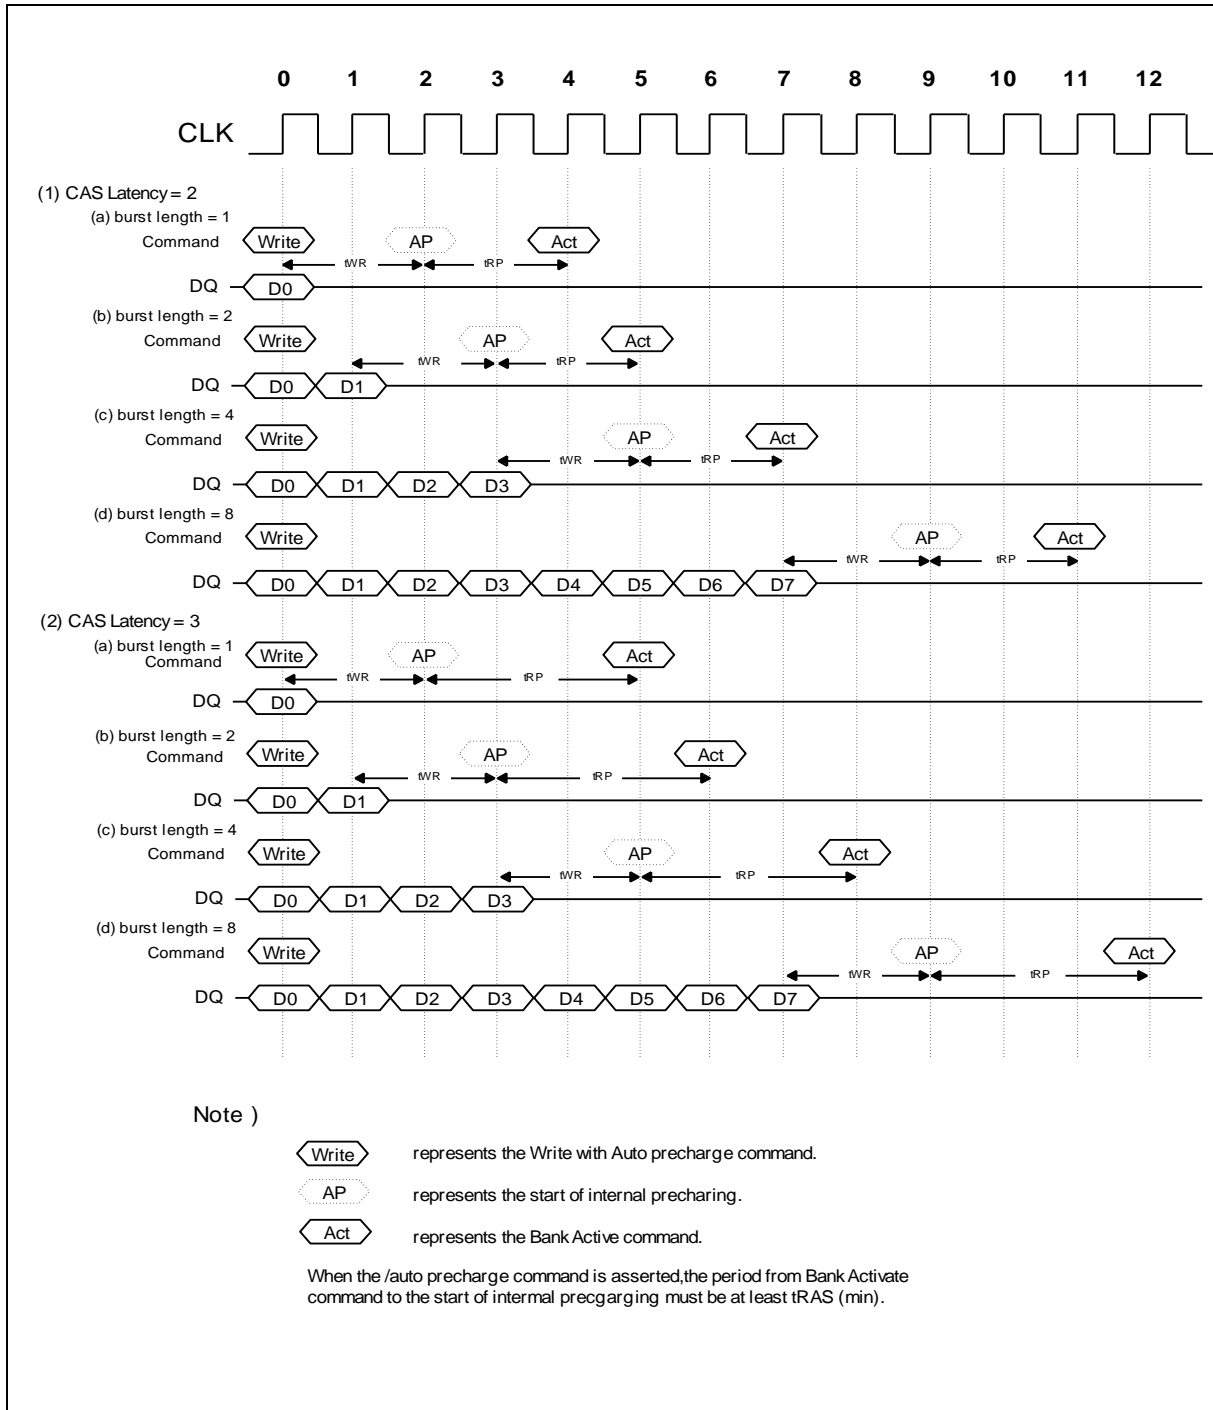 0 1 2 3 4 5 6 7 8 9 10 11 12
CLK
(1) CAS Latency = 2
(a) burst length = 1
Command Write AP Act
tWR tRP
DQ D0
(b) burst length = 2
Command Write AP Act
tWR tRP
DQ D0 D1
(c) burst length = 4
Command Write AP Act
tWR tRP
DQ D0 D1 D2 D3
(d) burst length = 8
Command Write AP Act
tWR tRP
DQ D0 D1 D2 D3 D4 D5 D6 D7
(2) CAS Latency = 3
(a) burst length = 1
Command Write AP Act
tWR tRP
DQ D0
(b) burst length = 2
Command Write AP Act
tWR tRP
DQ D0 D1
(c) burst length = 4
Command Write AP Act
tWR tRP
DQ D0 D1 D2 D3
(d) burst length = 8
Command Write AP Act
tWR tRP
DQ D0 D1 D2 D3 D4 D5 D6 D7
Note )
Write represents the Write with Auto precharge command.
AP represents the start of internal precharing.
Act represents the Bank Active command.
When the /auto precharge command is asserted,the period from Bank Activate
command to the start of intermal precgarging must be at least tRAS (min).